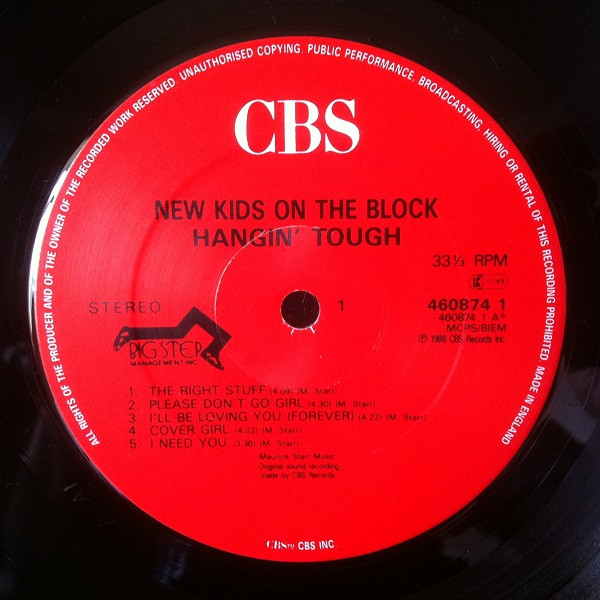 ALL RIGHTS OF THE PRODUCER AND OF THE OWNER OF THE RECORDED WORK RESERVED. UNAUTHORISED COPYING, PUBLIC PERFORMANCE, BROADCASTING, HIRING OR RENTAL OF THIS RECORDING PROHIBITED. MADE IN ENGLAND
CBS
NEW KIDS ON THE BLOCK
HANGIN' TOUGH
33⅓ RPM
STEREO
1
460874 1
460874 1 A
MCPS/BIEM
℗ 1988 CBS Records Inc.
BIG STEP
MANAGEMENT INC.
1. THE RIGHT STUFF (4:09) (M. Starr)
2. PLEASE DON'T GO GIRL (4:30) (M. Starr)
3. I'LL BE LOVING YOU (FOREVER) (4:22) (M. Starr)
4. COVER GIRL (4:02) (M. Starr)
5. I NEED YOU (3:36) (M. Starr)
Maurice Starr Music.
Original sound recording
made by CBS Records.
CBS CBS INC.